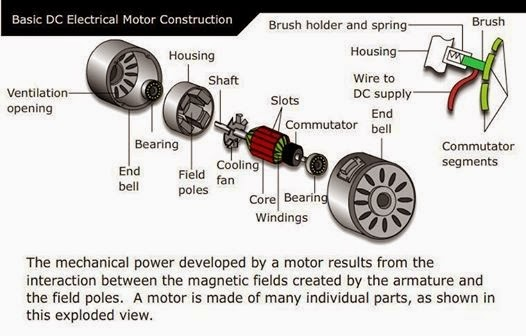 Basic DC Electrical Motor Construction
Brush holder and spring
Brush
Housing
Wire to
DC supply
Commutator
segments
Housing
Shaft
Slots
Commutator
End
bell
Ventilation
opening
End
bell
Bearing
Field
poles
Cooling
fan
Core
Windings
Bearing
The mechanical power developed by a motor results from the
interaction between the magnetic fields created by the armature and
the field poles.  A motor is made of many individual parts, as shown in
this exploded view.